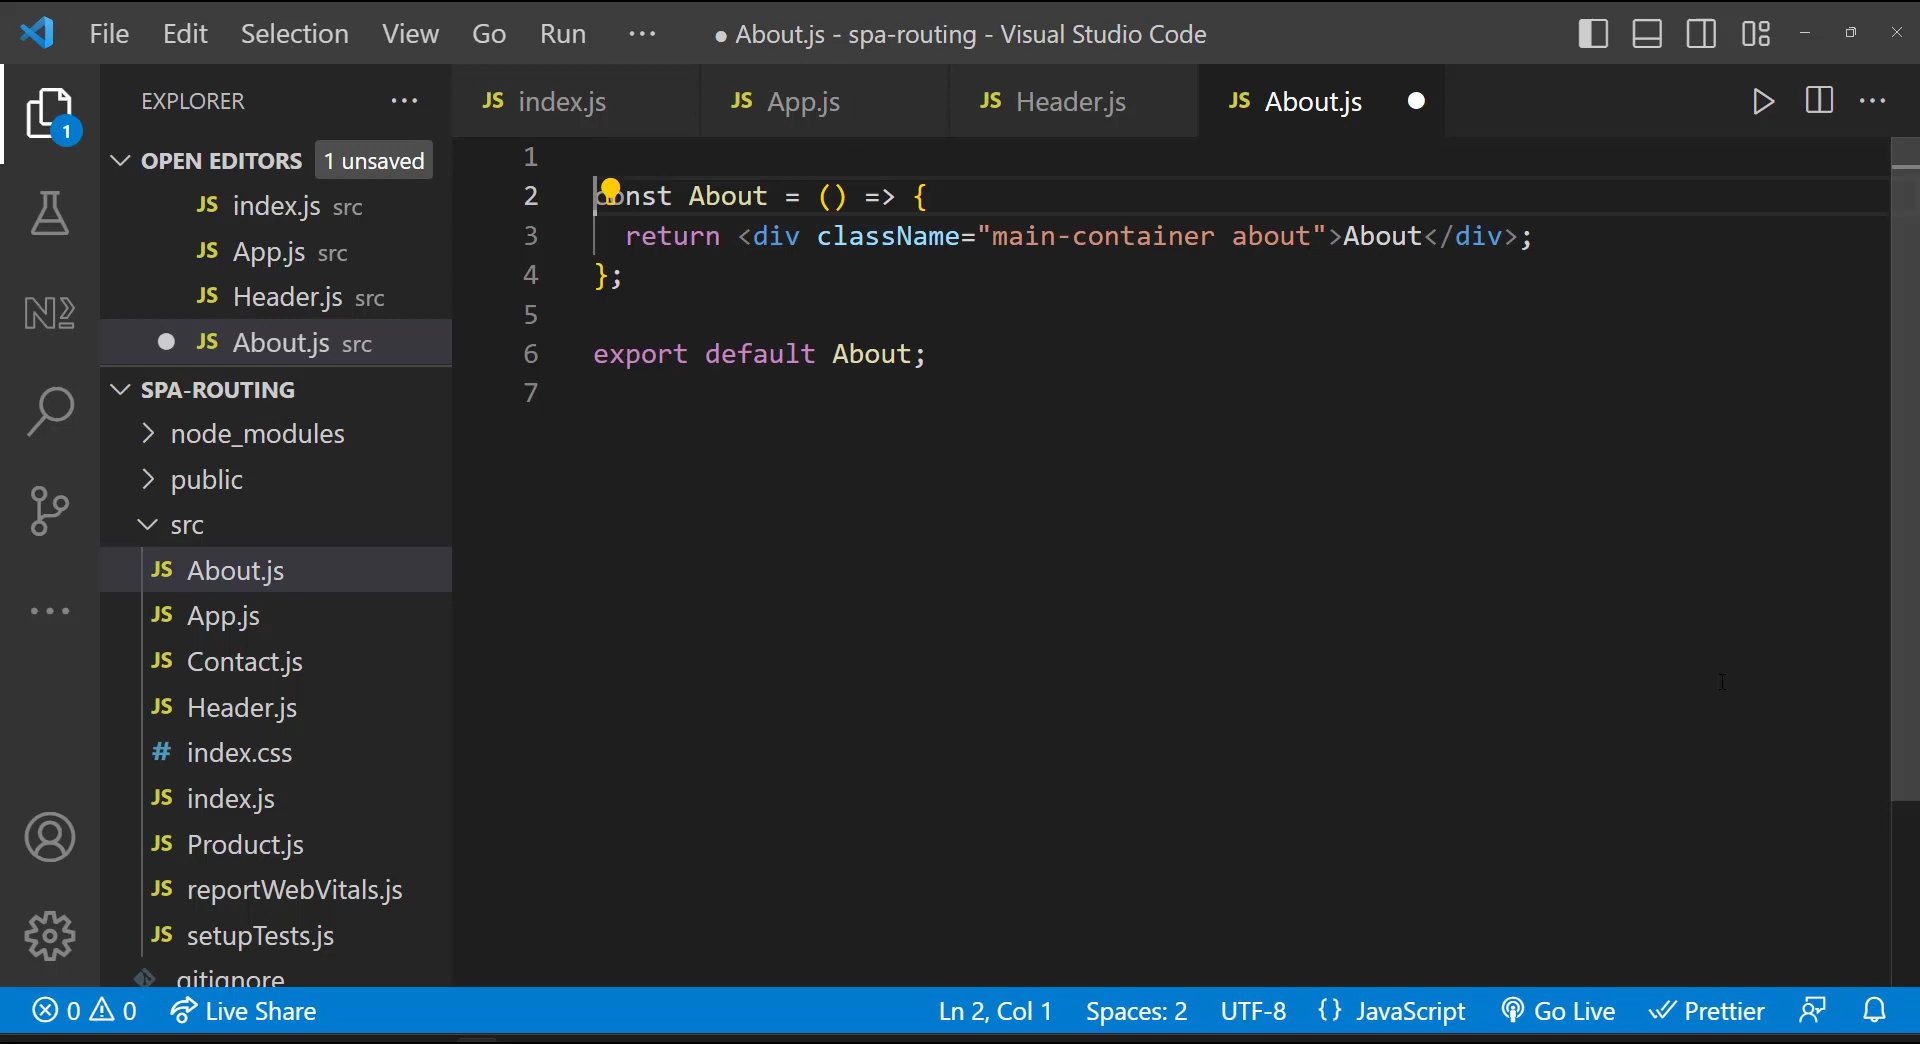 File Edit Selection View Go Run ··· ● About.js - spa-routing - Visual Studio Code
EXPLORER ···
JS index.js JS App.js JS Header.js JS About.js ●
1
OPEN EDITORS 1 unsaved
JS index.js src
JS App.js src
JS Header.js src
● JS About.js src
SPA-ROUTING
node_modules
public
src
JS About.js
JS App.js
JS Contact.js
JS Header.js
# index.css
JS index.js
JS Product.js
JS reportWebVitals.js
JS setupTests.js
.gitignore
1
2 const About = () => {
3 return <div className="main-container about">About</div>;
4 };
5
6 export default About;
7
0 0 Live Share Ln 2, Col 1 Spaces: 2 UTF-8 {} JavaScript Go Live Prettier